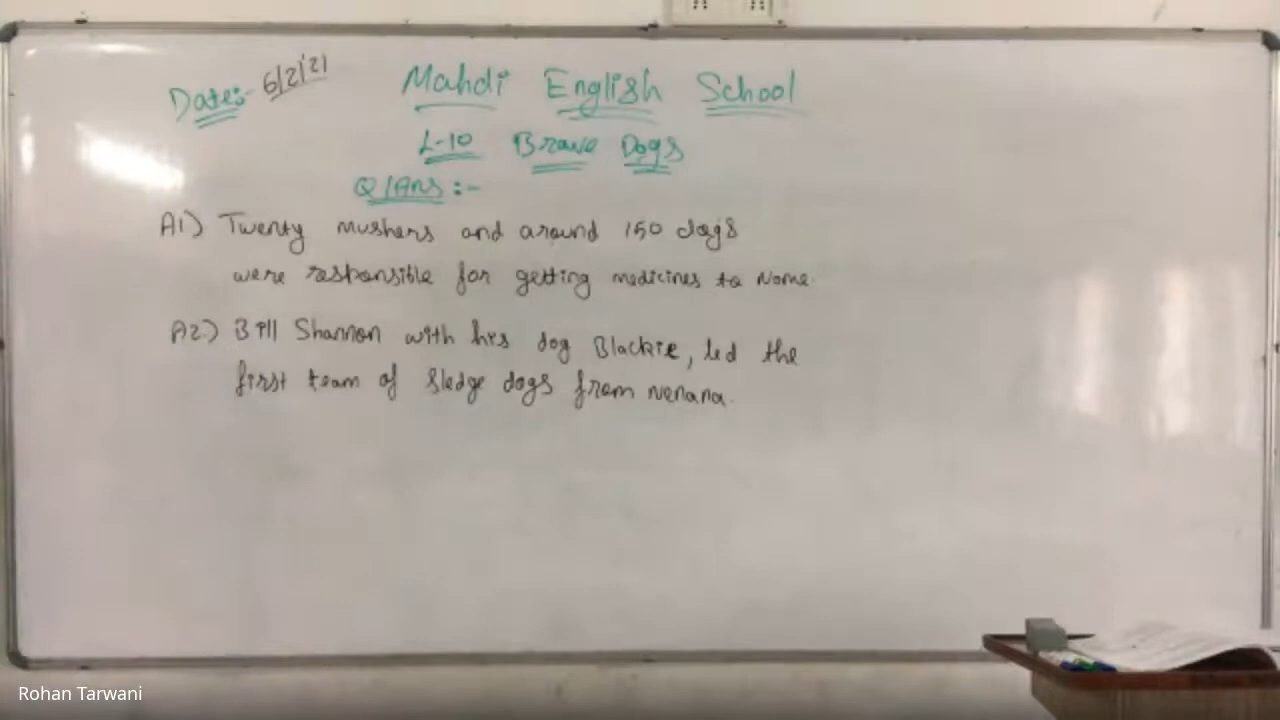 Date:- 6/2/21
Mahdi English School
L-10 Brave Dogs
Q/Ans :-
A1) Twenty mushers and around 150 dogs
were responsible for getting medicines to Nome.
A2) Bill Shannon with his dog Blackie, led the
first team of sledge dogs from Nenana.
Rohan Tarwani